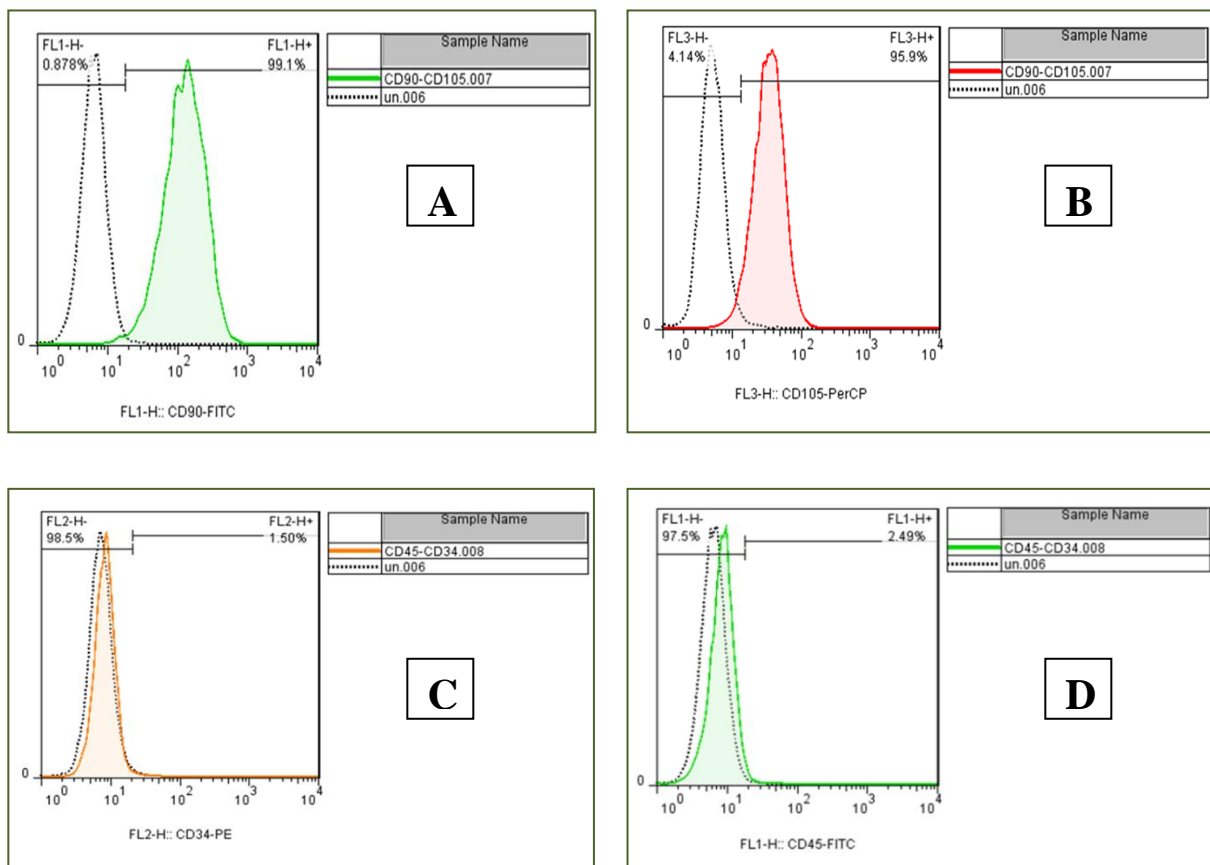 FL1-H-
FL1-H+
0.878%
99.1%
Sample Name
CD90-CD105.007
un.006
A
0
10^0 10^1 10^2 10^3 10^4
FL1-H:: CD90-FITC
FL3-H-
FL3-H+
4.14%
95.9%
Sample Name
CD90-CD105.007
un.006
B
0
10^0 10^1 10^2 10^3 10^4
FL3-H:: CD105-PerCP
FL2-H-
FL2-H+
98.5%
1.50%
Sample Name
CD45-CD34.008
un.006
C
0
10^0 10^1 10^2 10^3 10^4
FL2-H:: CD34-PE
FL1-H-
FL1-H+
97.5%
2.49%
Sample Name
CD45-CD34.008
un.006
D
0
10^0 10^1 10^2 10^3 10^4
FL1-H:: CD45-FITC